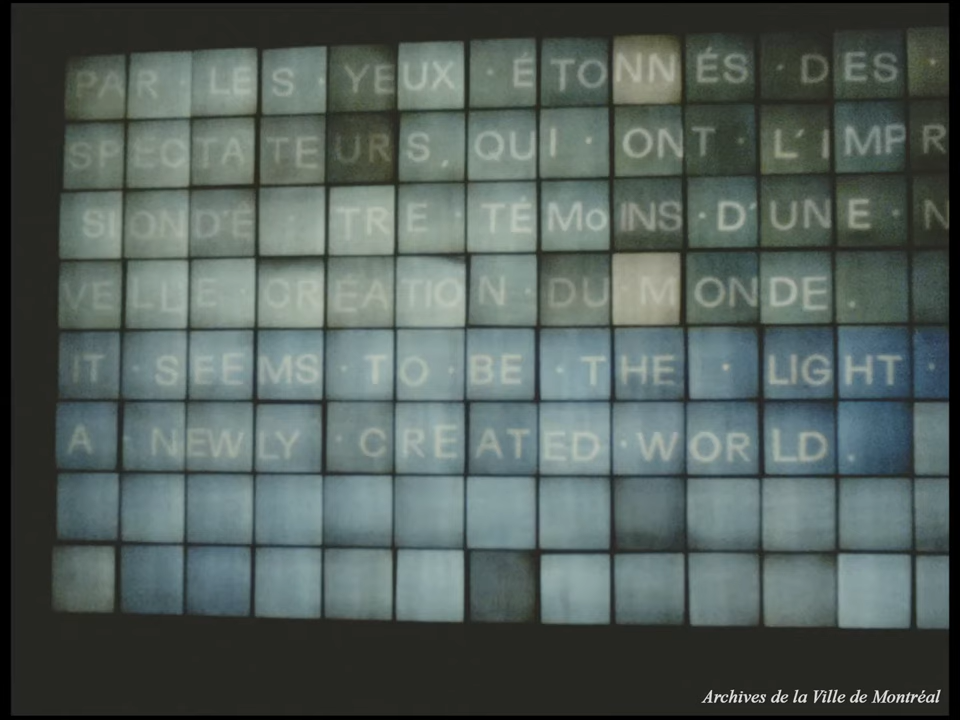 PAR · LES · YEUX · ÉTONNÉS · DES ·
SPECTATEURS, QUI · ONT · L'IMPR
SION D'Ê TRE · TÉMoINS · D'UNE · N
VELLE · CRÉATION · DU · MONDE .
IT · SEEMS · TO · BE · THE · LIGHT ·
A · NEWLY · CREATED · WORLD .
Archives de la Ville de Montréal